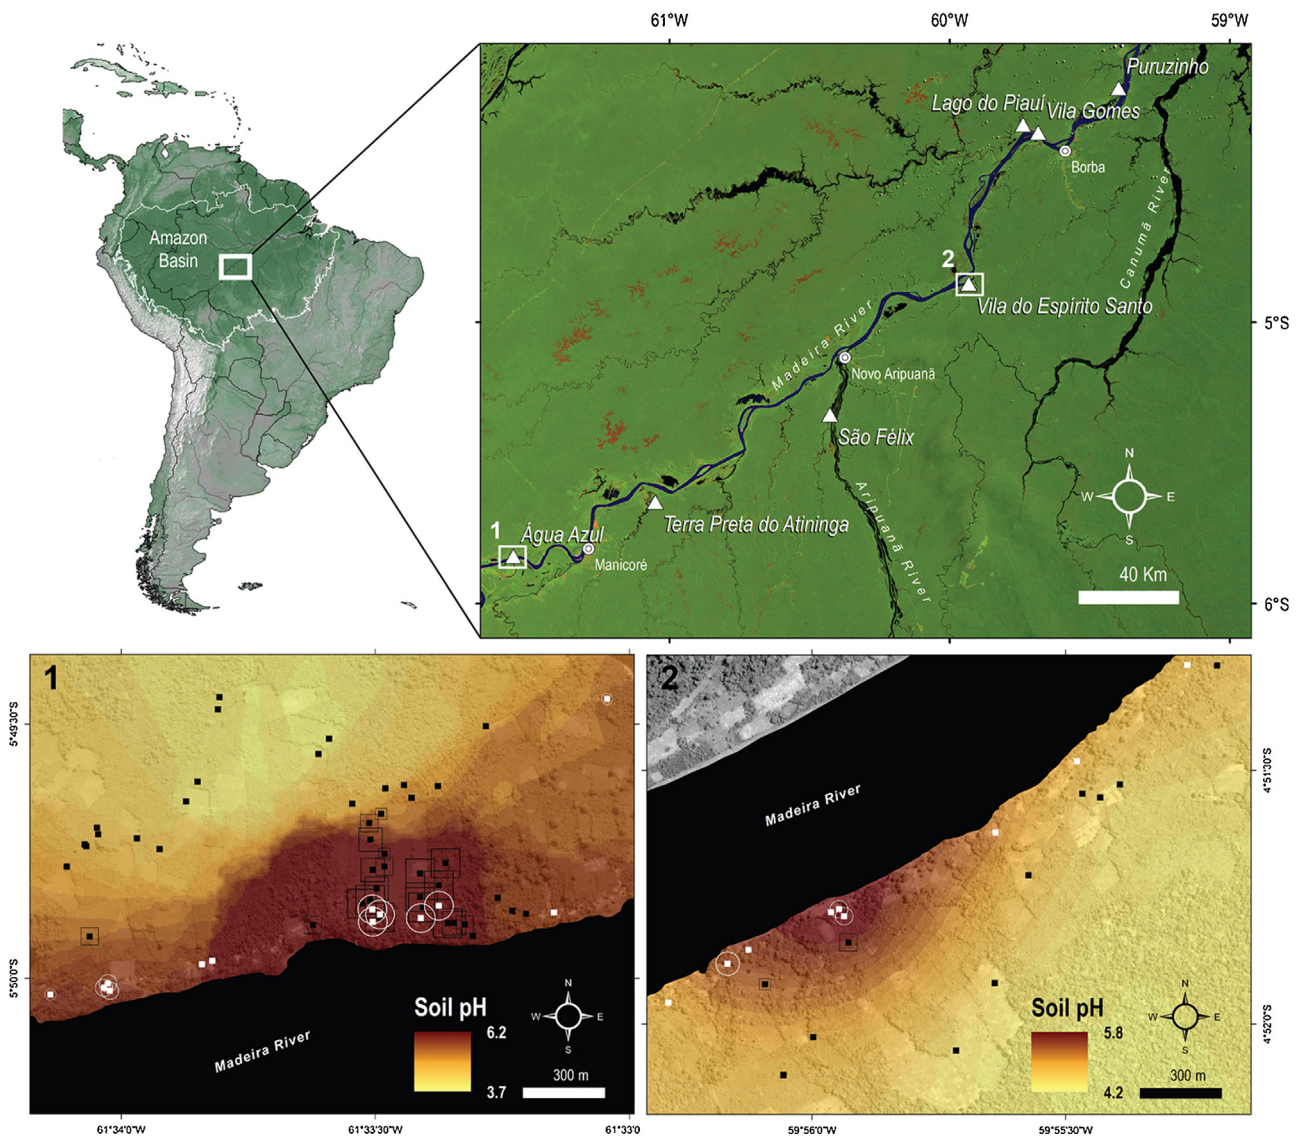 61°W
60°W
59°W
Amazon
Basin
Puruzinho
Lago do Piauí
Vila Gomes
Borba
Canumã River
2
Vila do Espírito Santo
5°S
Madeira River
Novo Aripuanã
São Félix
Aripuanã River
N
W
E
S
Terra Preta do Atininga
1
Água Azul
Manicoré
40 Km
6°S
1
5°49'30"S
5°50'0"S
Madeira River
Soil pH
6.2
3.7
N
W
E
S
300 m
61°34'0"W
61°33'30"W
61°33'0
2
Madeira River
4°51'30"S
4°52'0"S
Soil pH
5.8
4.2
N
W
E
S
300 m
59°56'0"W
59°55'30"W